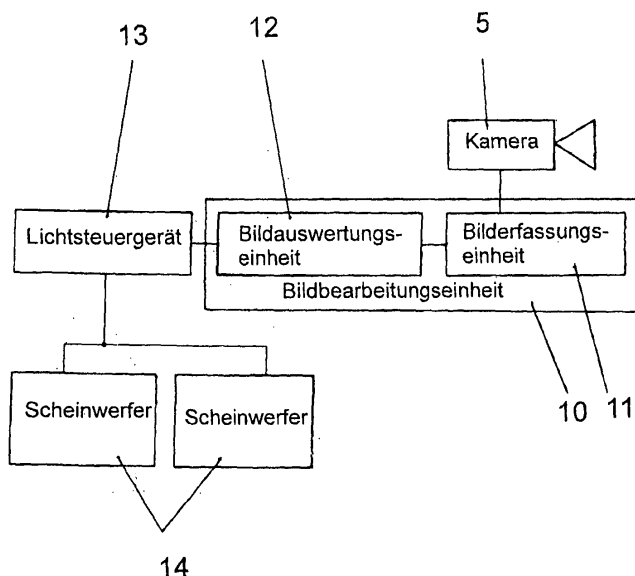 13
12
5
Kamera
Lichtsteuergerät
Bildauswertungs-
einheit
Bilderfassungs-
einheit
Bildbearbeitungseinheit
10
11
Scheinwerfer
Scheinwerfer
14